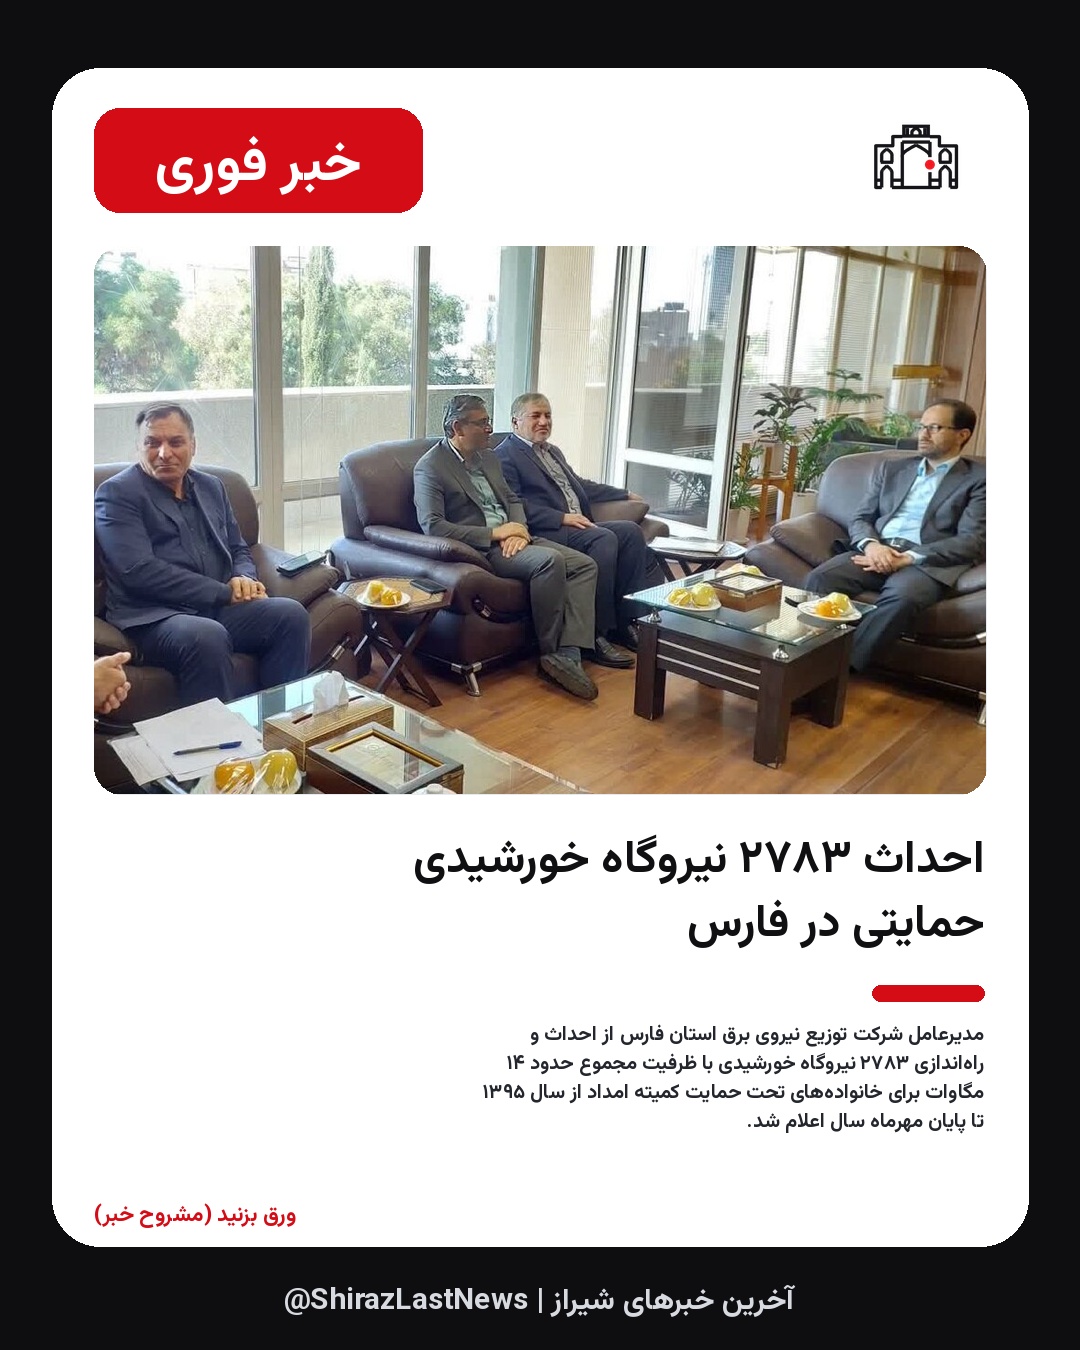 خبر فوری
احداث ۲۷۸۳ نیروگاه خورشیدی
حمایتی در فارس
مدیرعامل شرکت توزیع نیروی برق استان فارس از احداث و
راه‌اندازی ۲۷۸۳ نیروگاه خورشیدی با ظرفیت مجموع حدود ۱۴
مگاوات برای خانواده‌های تحت حمایت کمیته امداد از سال ۱۳۹۵
تا پایان مهرماه سال اعلام شد.
ورق بزنید (مشروح خبر)
آخرین خبرهای شیراز | @ShirazLastNews